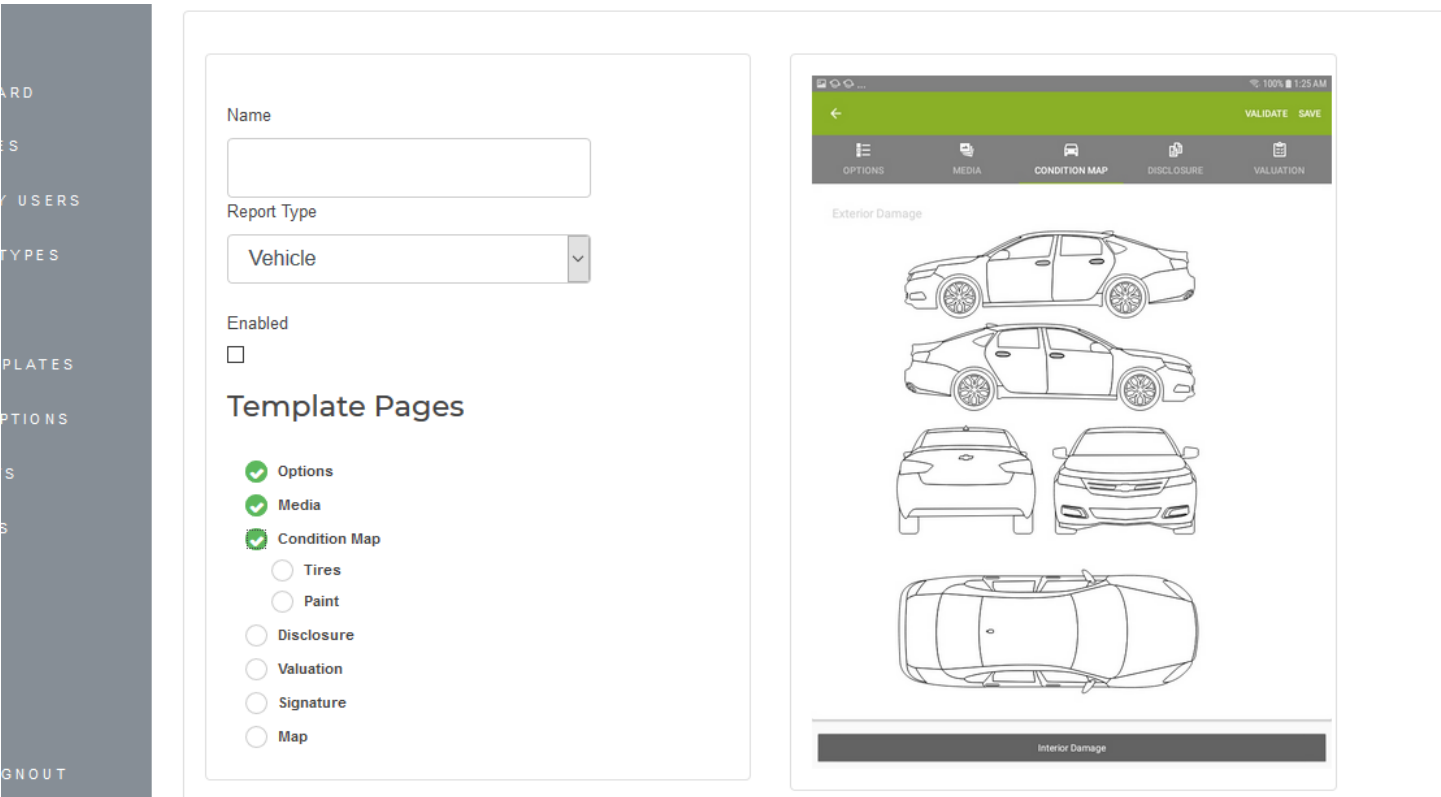 ARD
ES
Y USERS
TYPES
PLATES
PTIONS
S
S
GNOUT
Name
Report Type
Vehicle
Enabled
Template Pages
Options
Media
Condition Map
Tires
Paint
Disclosure
Valuation
Signature
Map
... 100% 1:25 AM
VALIDATE SAVE
OPTIONS MEDIA CONDITION MAP DISCLOSURE VALUATION
Exterior Damage
Interior Damage